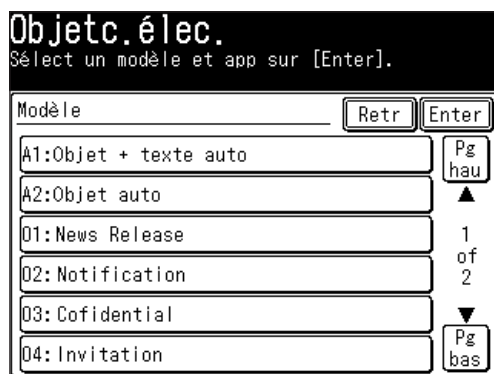 Objetc.élec.
Sélect un modèle et app sur [Enter].
Modèle
Retr
Enter
A1:Objet + texte auto
Pg
hau
A2:Objet auto
01:News Release
1
of
2
02:Notification
03:Cofidential
04:Invitation
Pg
bas